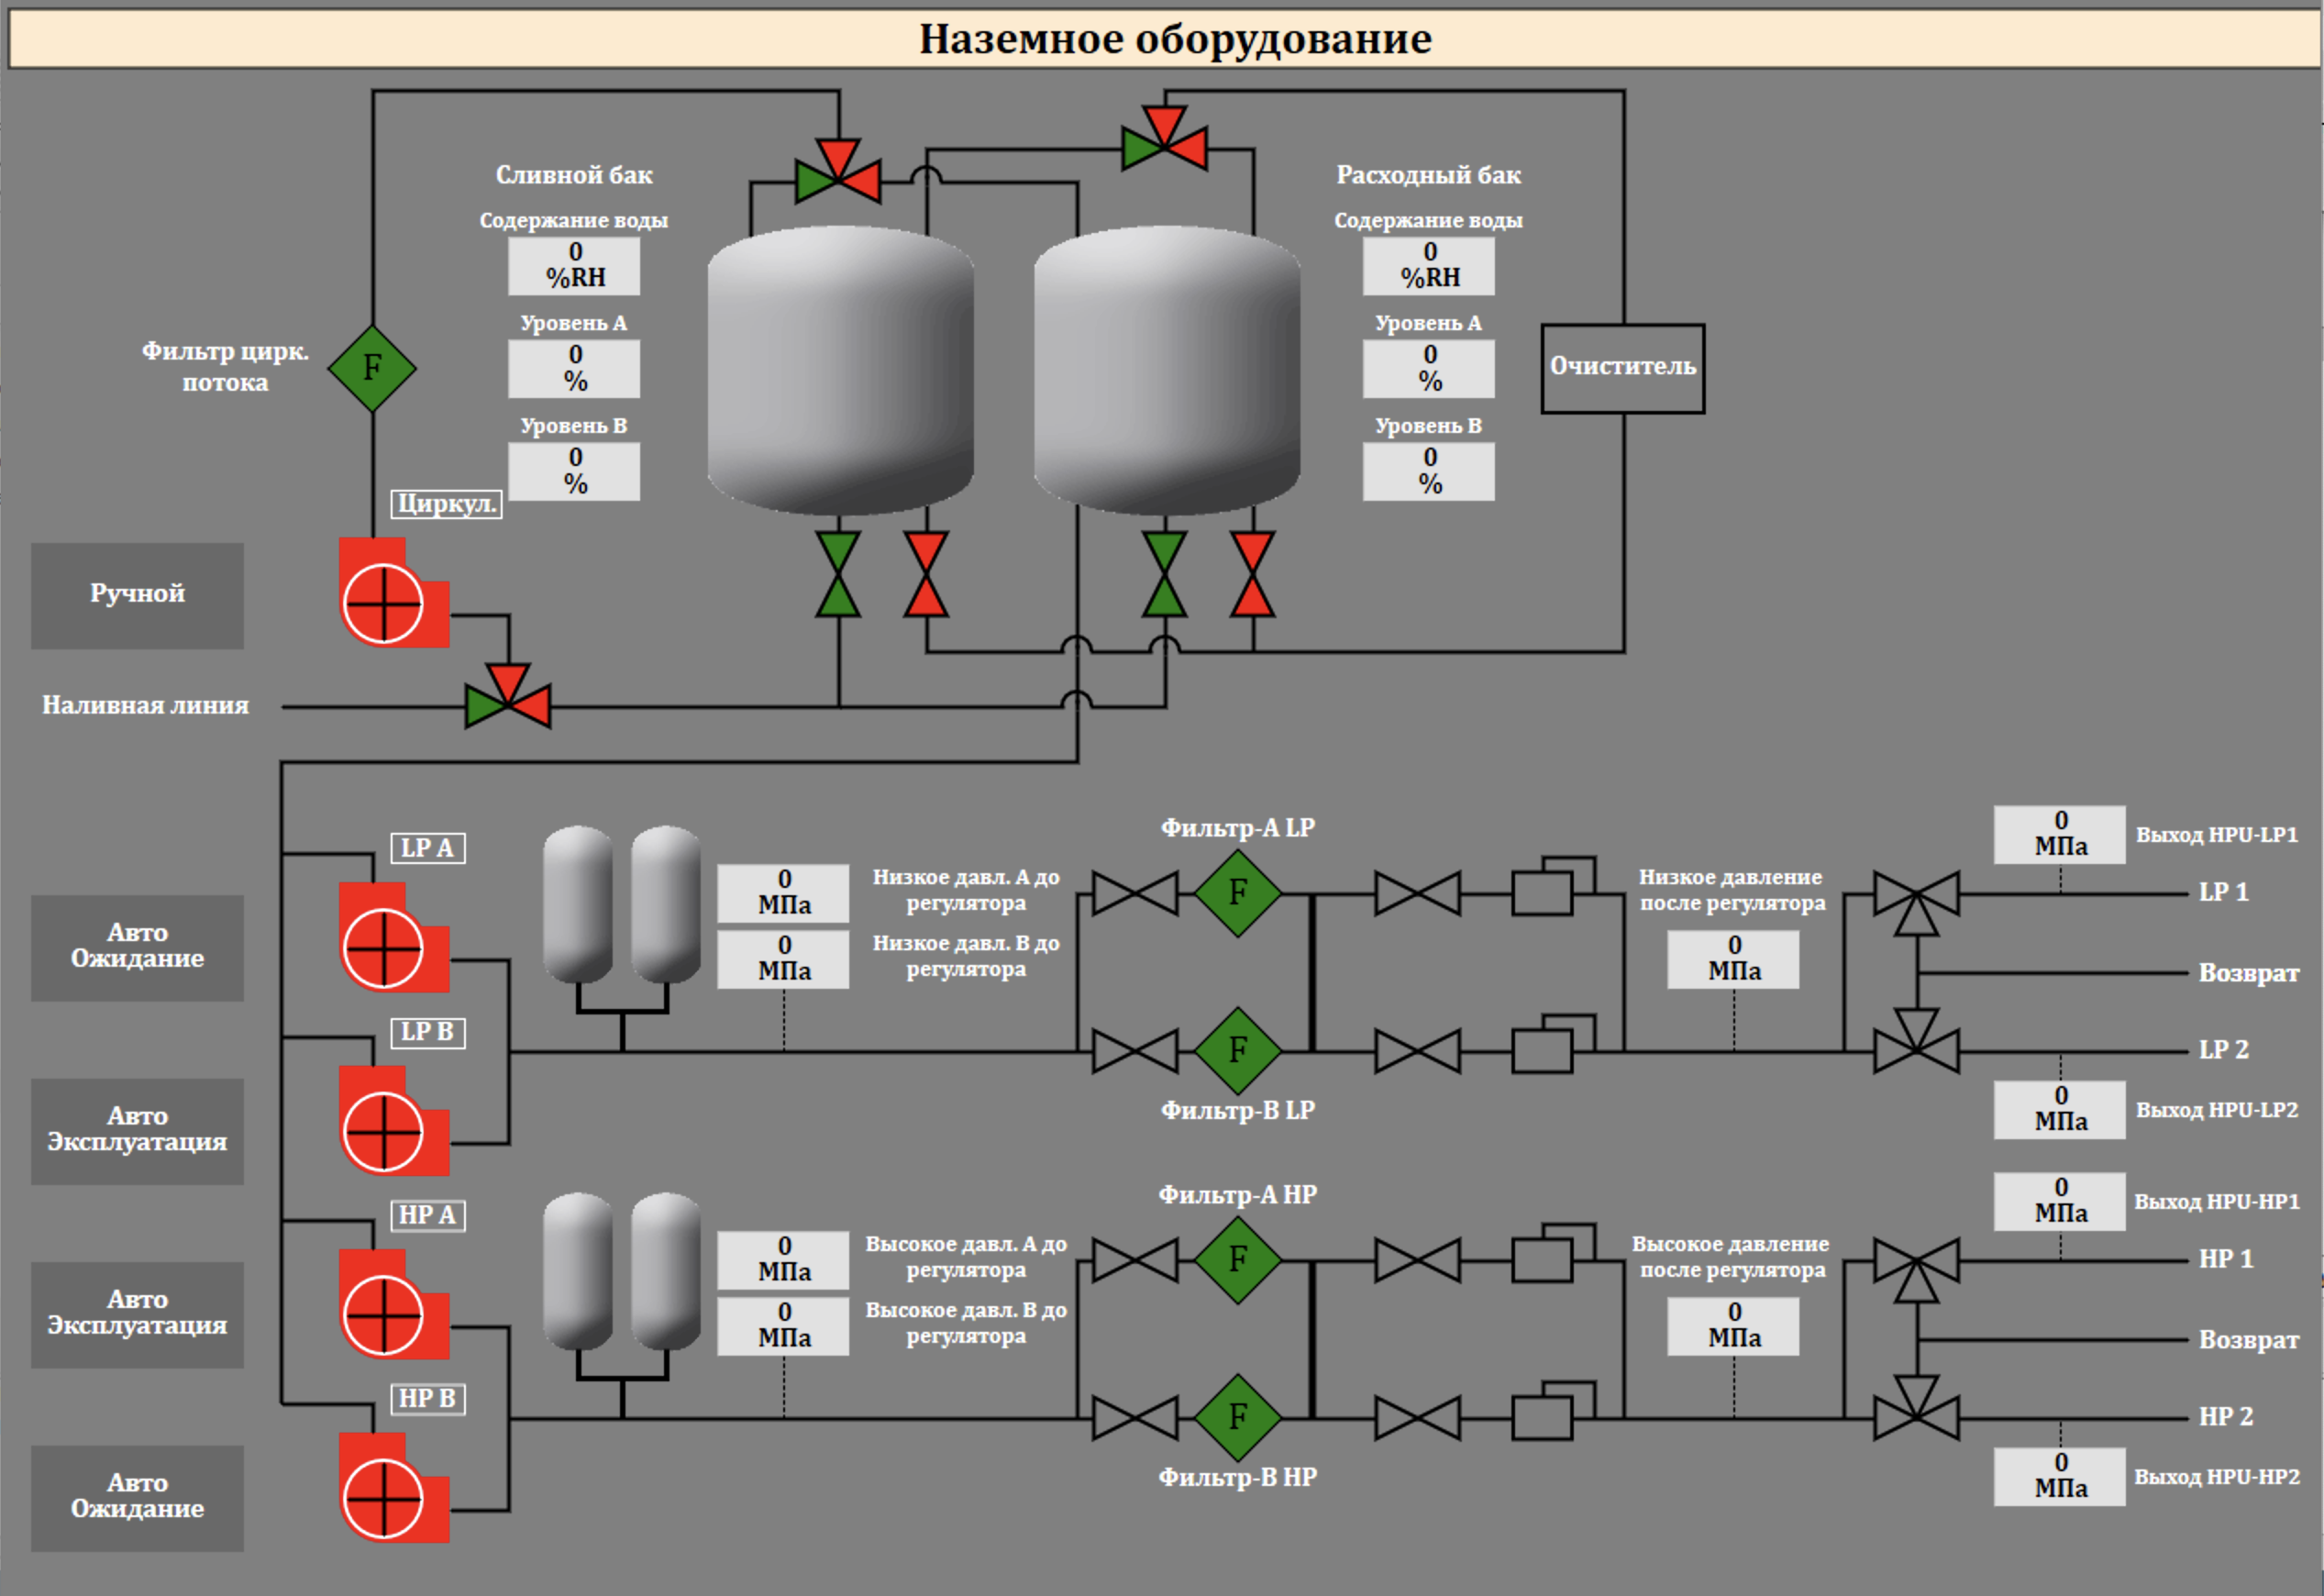 Наземное оборудование
Сливной бак
Содержание воды
0
%RH
Уровень A
0
%
Уровень B
0
%
Расходный бак
Содержание воды
0
%RH
Уровень A
0
%
Уровень B
0
%
Очиститель
Фильтр цирк.
потока
F
Циркул.
Ручной
Наливная линия
LP A
Авто
Ожидание
LP B
Авто
Эксплуатация
HP A
Авто
Эксплуатация
HP B
Авто
Ожидание
0
МПа
Низкое давл. A до
регулятора
0
МПа
Низкое давл. B до
регулятора
Фильтр-A LP
F
F
Фильтр-B LP
Низкое давление
после регулятора
0
МПа
0
МПа
Выход HPU-LP1
LP 1
Возврат
LP 2
0
МПа
Выход HPU-LP2
0
МПа
Высокое давл. A до
регулятора
0
МПа
Высокое давл. B до
регулятора
Фильтр-A HP
F
F
Фильтр-B HP
Высокое давление
после регулятора
0
МПа
0
МПа
Выход HPU-HP1
HP 1
Возврат
HP 2
0
МПа
Выход HPU-HP2